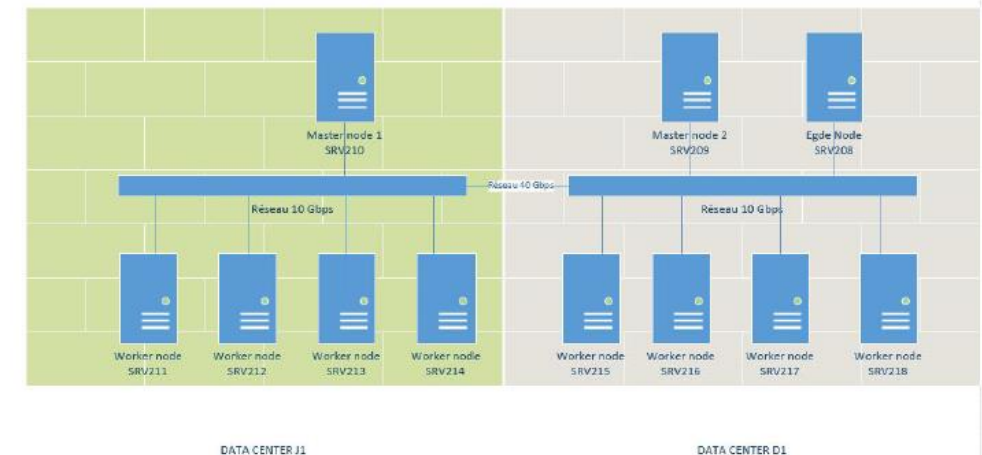 Master node 1
SRV210
Master node 2
SRV209
Egde Node
SRV208
Réseau 40 Gbps
Réseau 10 Gbps
Réseau 10 Gbps
Worker node
SRV211
Worker node
SRV212
Worker node
SRV213
Worker node
SRV214
Worker node
SRV215
Worker node
SRV216
Worker node
SRV217
Worker node
SRV218
DATA CENTER J1
DATA CENTER D1